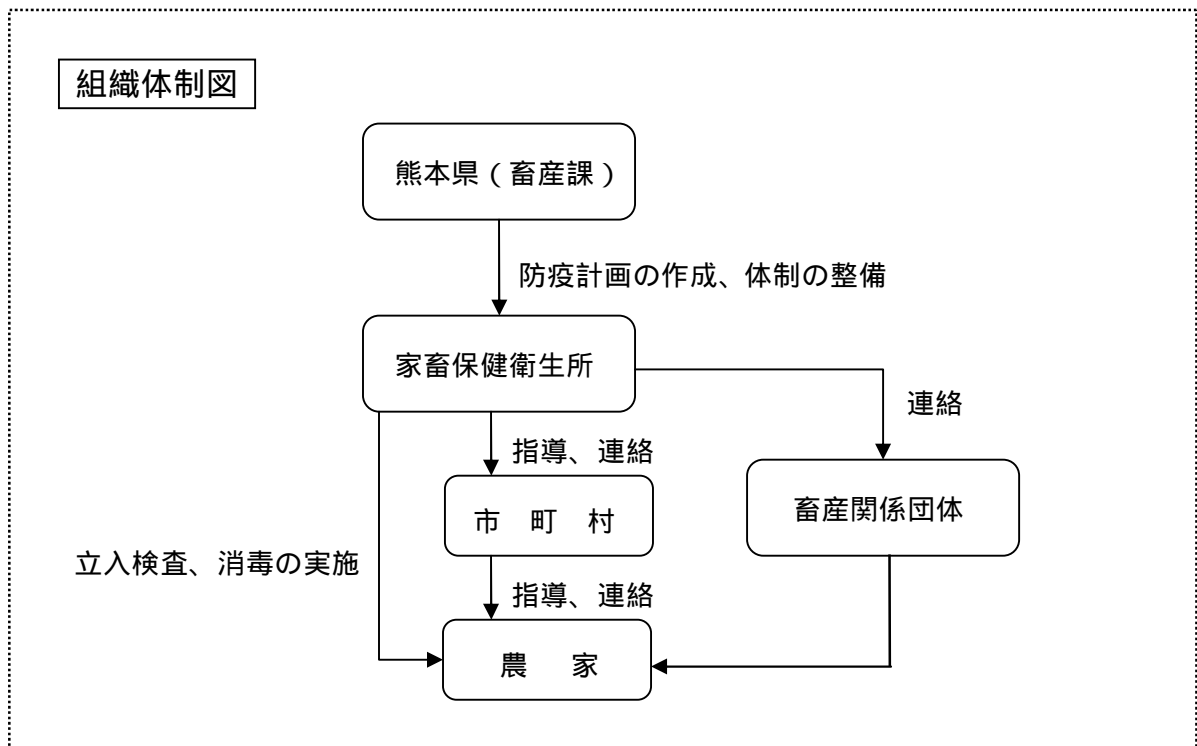 組織体制図
熊本県(畜産課)
防疫計画の作成、体制の整備
家畜保健衛生所
連絡
指導、連絡
市 町 村
畜産関係団体
立入検査、消毒の実施
指導、連絡
農 家